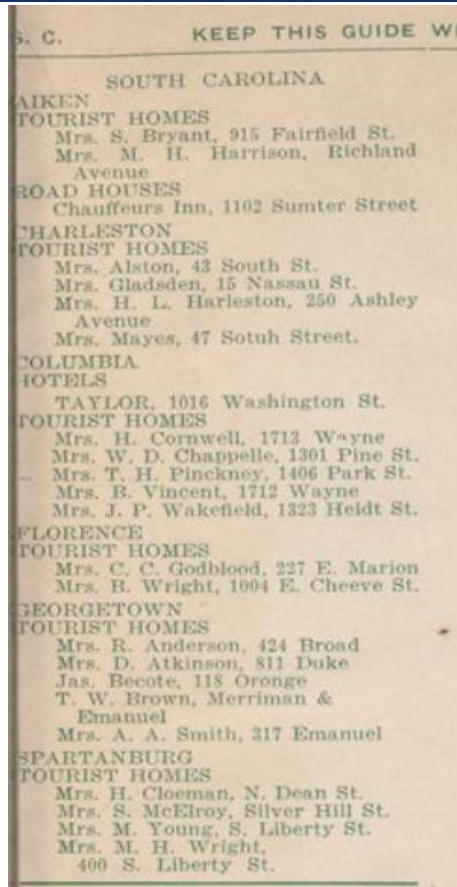 S. C. KEEP THIS GUIDE
SOUTH CAROLINA
AIKEN
TOURIST HOMES
Mrs. S. Bryant, 915 Fairfield St.
Mrs. M. H. Harrison, Richland
Avenue
ROAD HOUSES
Chauffeurs Inn, 1102 Sumter Street
CHARLESTON
TOURIST HOMES
Mrs. Alston, 43 South St.
Mrs. Gladsden, 15 Nassau St.
Mrs. H. L. Harleston, 250 Ashley
Avenue
Mrs. Mayes, 47 Sotuh Street.
COLUMBIA
HOTELS
TAYLOR, 1016 Washington St.
TOURIST HOMES
Mrs. H. Cornwell, 1713 Wayne
Mrs. W. D. Chappelle, 1301 Pine St.
Mrs. T. H. Pinckney, 1406 Park St.
Mrs. B. Vincent, 1712 Wayne
Mrs. J. P. Wakefield, 1323 Heidt St.
FLORENCE
TOURIST HOMES
Mrs. C. C. Godblood, 227 E. Marion
Mrs. B. Wright, 1004 E. Cheeve St.
GEORGETOWN
TOURIST HOMES
Mrs. R. Anderson, 424 Broad
Mrs. D. Atkinson, 811 Duke
Jas. Becote, 118 Oronge
T. W. Brown, Merriman &
Emanuel
Mrs. A. A. Smith, 317 Emanuel
SPARTANBURG
TOURIST HOMES
Mrs. H. Cloeman, N. Dean St.
Mrs. S. McElroy, Silver Hill St.
Mrs. M. Young, S. Liberty St.
Mrs. M. H. Wright,
400 S. Liberty St.